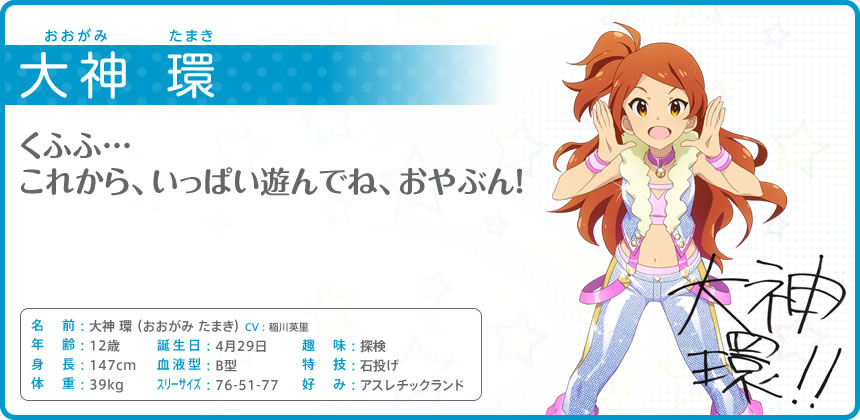 おおがみ たまき
大神 環
くふふ…
これから、いっぱい遊んでね、おやぶん!
名 前 : 大神 環 (おおがみ たまき) CV : 稲川英里
年 齢 : 12歳 誕生日 : 4月29日 趣 味 : 探検
身 長 : 147cm 血液型 : B型 特 技 : 石投げ
体 重 : 39kg スリーサイズ : 76-51-77 好 み : アスレチックランド
大神
環!!